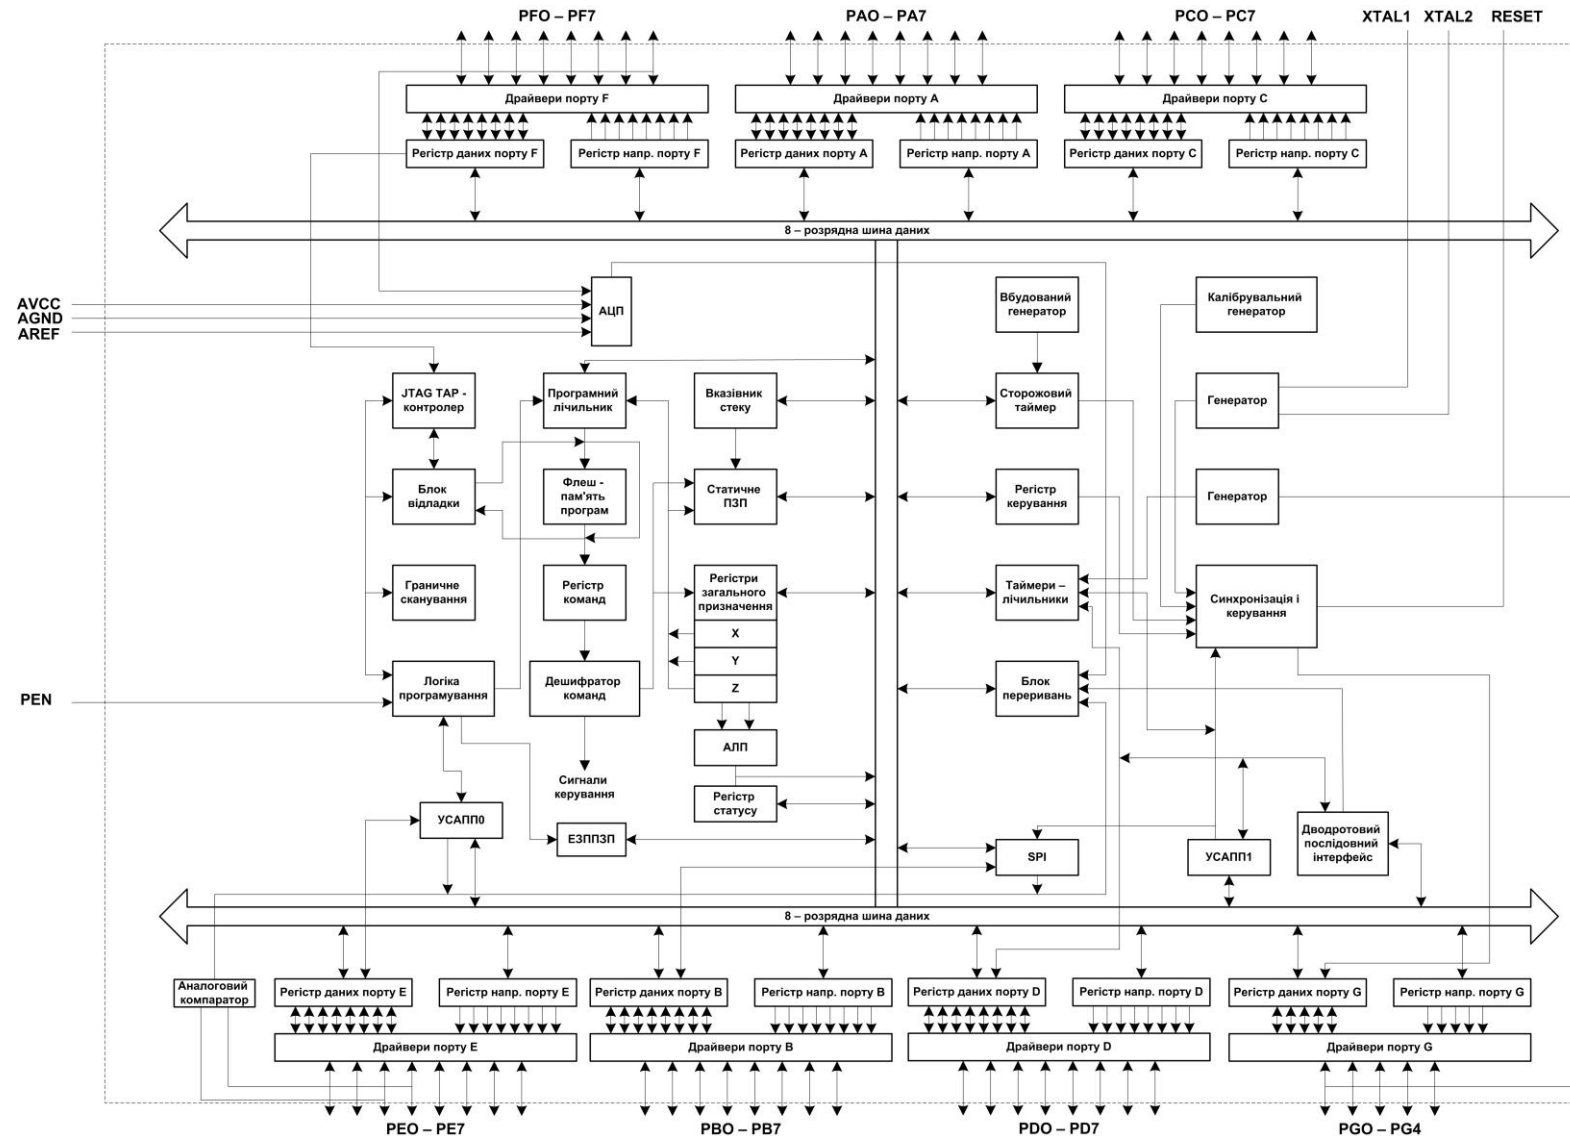 PFO – PF7
PAO – PA7
PCO – PC7
XTAL1
XTAL2
RESET
Драйвери порту F
Драйвери порту A
Драйвери порту C
Регістр даних порту F
Регістр напр. порту F
Регістр даних порту A
Регістр напр. порту A
Регістр даних порту C
Регістр напр. порту C
8 – розрядна шина даних
AVCC
AGND
AREF
АЦП
Вбудований
генератор
Калібрувальний
генератор
JTAG TAP -
контролер
Програмний
лічильник
Вказівник
стеку
Сторожовий
таймер
Генератор
Блок
відладки
Флеш -
пам'ять
програм
Статичне
ПЗП
Регістр
керування
Генератор
Граничне
сканування
Регістр
команд
Регістри
загального
призначення
X
Y
Z
Таймери –
лічильники
Синхронізація і
керування
PEN
Логіка
програмування
Дешифратор
команд
Блок
переривань
АЛП
Сигнали
керування
Регістр
статусу
УСАПП0
ЕЗППЗП
SPI
УСАПП1
Дводротовий
послідовний
інтерфейс
8 – розрядна шина даних
Аналоговий
компаратор
Регістр даних порту E
Регістр напр. порту E
Регістр даних порту B
Регістр напр. порту B
Регістр даних порту D
Регістр напр. порту D
Регістр даних порту G
Регістр напр. порту G
Драйвери порту E
Драйвери порту B
Драйвери порту D
Драйвери порту G
PEO – PE7
PBO – PB7
PDO – PD7
PGO – PG4